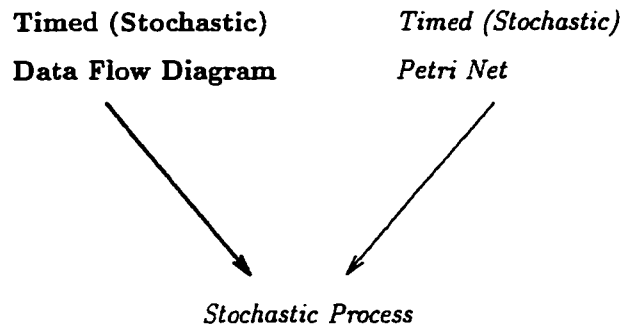 Timed (Stochastic)
Data Flow Diagram
Timed (Stochastic)
Petri Net
Stochastic Process